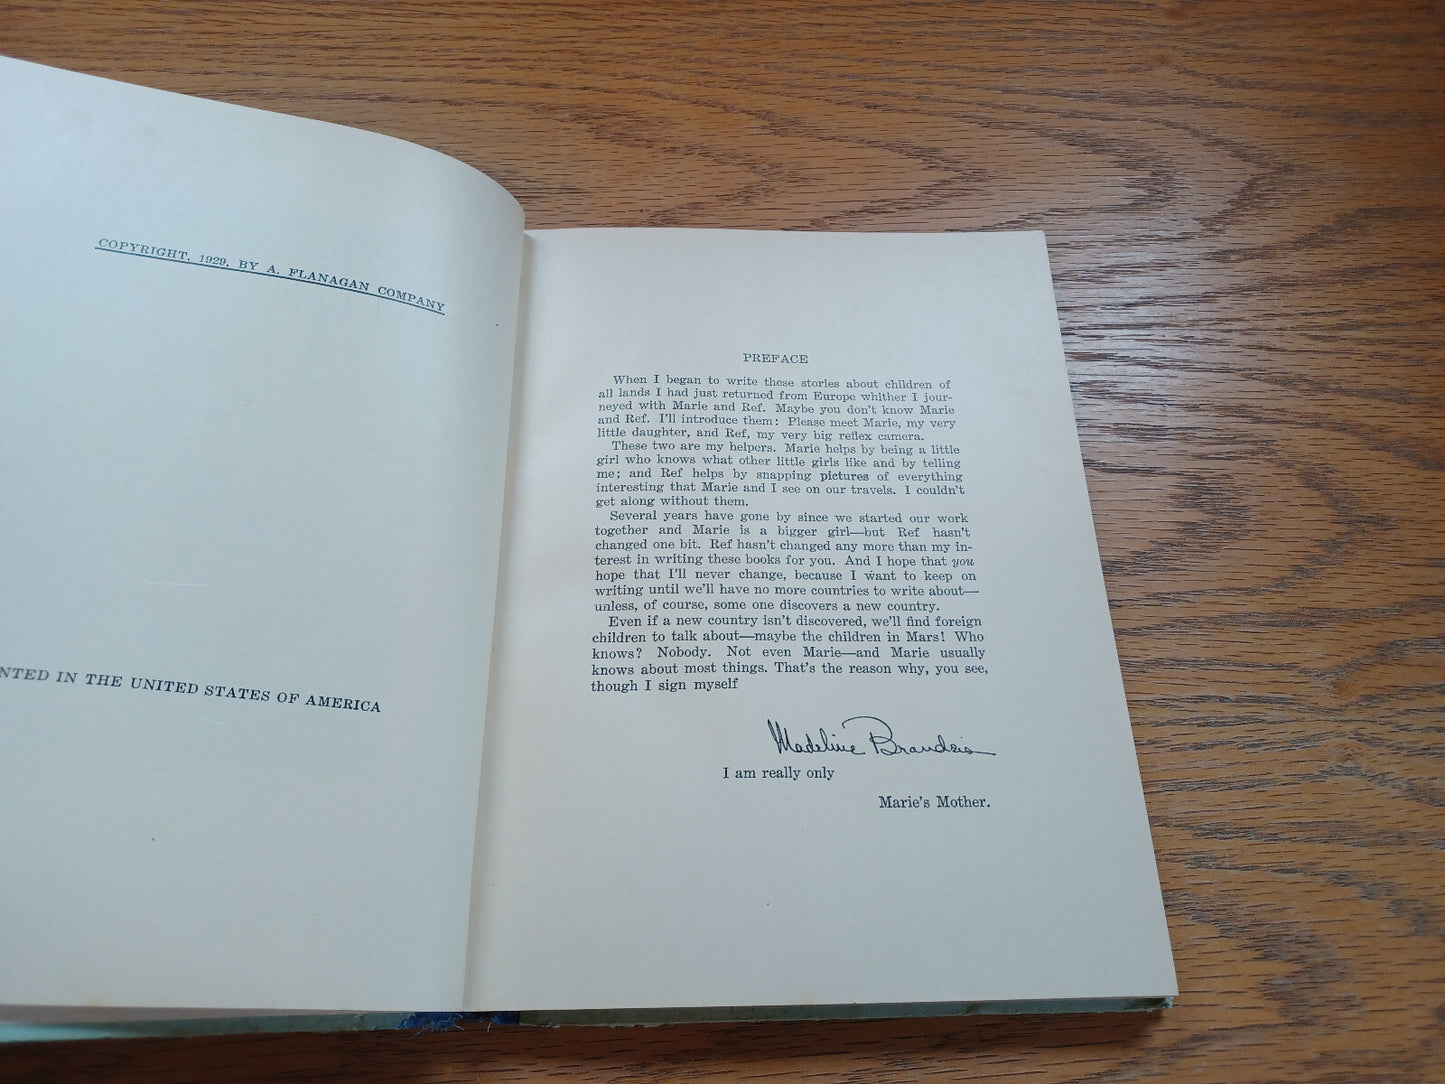 COPYRIGHT, 1929, BY A. FLANAGAN COMPANY
NTED IN THE UNITED STATES OF AMERICA
PREFACE
When I began to write these stories about children of
all lands I had just returned from Europe whither I jour-
neyed with Marie and Ref. Maybe you don't know Marie
and Ref. I'll introduce them: Please meet Marie, my very
little daughter, and Ref, my very big reflex camera.
These two are my helpers. Marie helps by being a little
girl who knows what other little girls like and by telling
me; and Ref helps by snapping pictures of everything
interesting that Marie and I see on our travels. I couldn't
get along without them.
Several years have gone by since we started our work
together and Marie is a bigger girl—but Ref hasn't
changed one bit. Ref hasn't changed any more than my in-
terest in writing these books for you. And I hope that you
hope that I'll never change, because I want to keep on
writing until we'll have no more countries to write about—
unless, of course, some one discovers a new country.
Even if a new country isn't discovered, we'll find foreign
children to talk about—maybe the children in Mars! Who
knows? Nobody. Not even Marie—and Marie usually
knows about most things. That's the reason why, you see,
though I sign myself
Madeline Brandeis
I am really only
Marie's Mother.